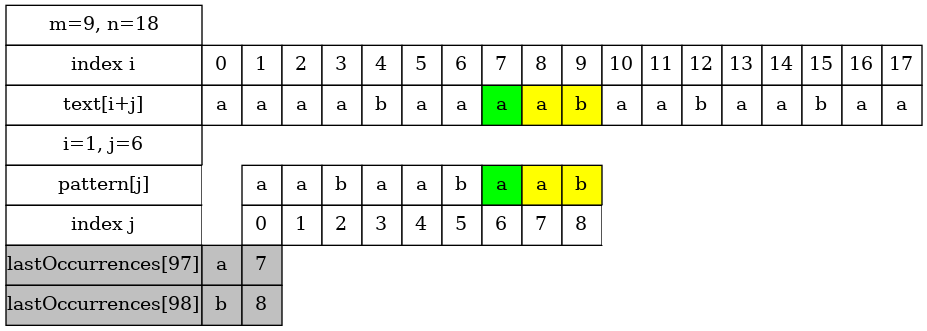 m=9, n=18
index i 0 1 2 3 4 5 6 7 8 9 10 11 12 13 14 15 16 17
text[i+j] a a a a b a a a a b a a b a a b a a
i=1, j=6
pattern[j] a a b a a b a a b
index j 0 1 2 3 4 5 6 7 8
lastOccurrences[97] a 7
lastOccurrences[98] b 8